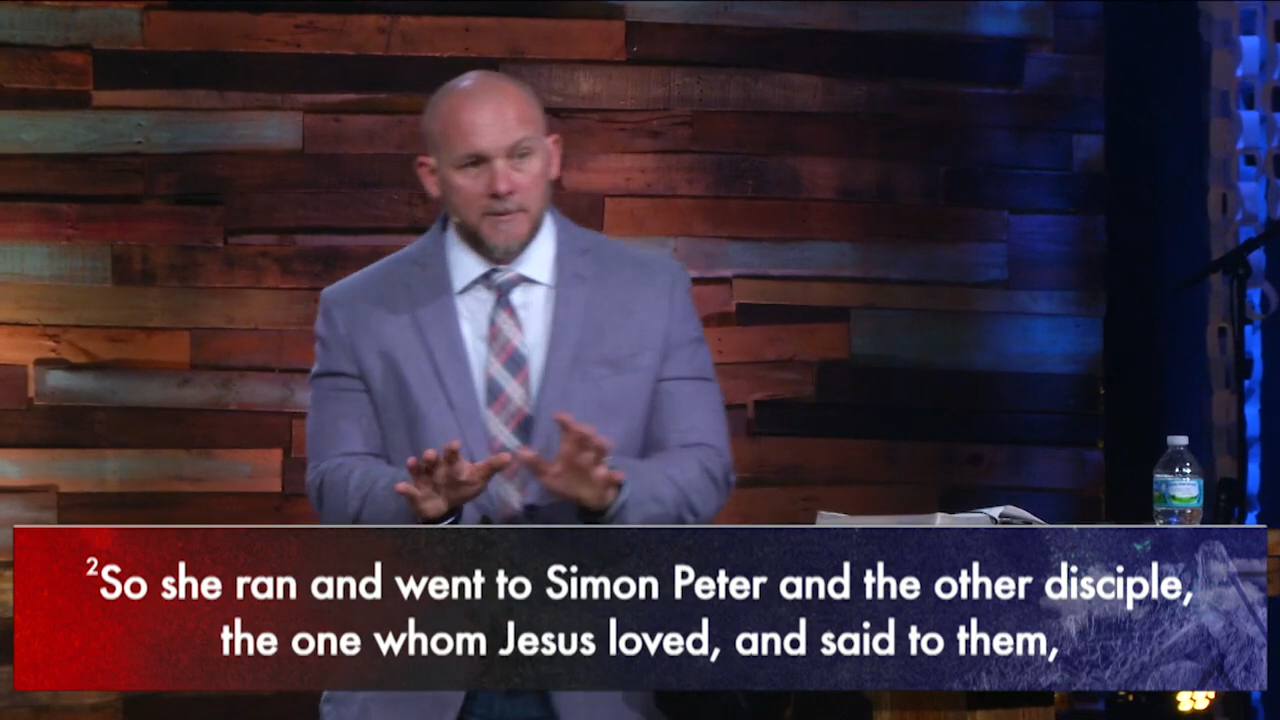 ²So she ran and went to Simon Peter and the other disciple,
the one whom Jesus loved, and said to them,